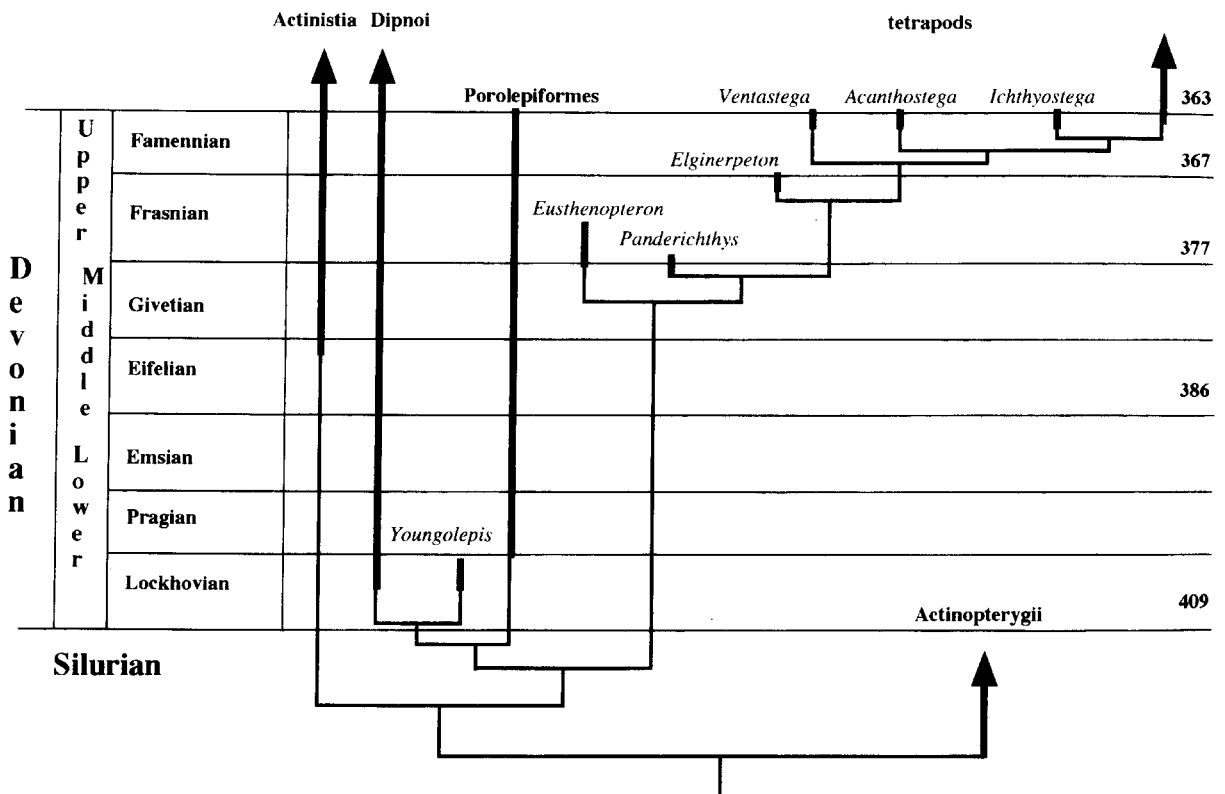 Actinistia Dipnoi
tetrapods
Porolepiformes
Ventastega
Acanthostega
Ichthyostega
363
Upper
Famennian
367
Elginerpeton
Frasnian
Eusthenopteron
Panderichthys
377
Devonian
Middle
Givetian
Eifelian
386
Lower
Emsian
Pragian
Youngolepis
Lockhovian
409
Actinopterygii
Silurian